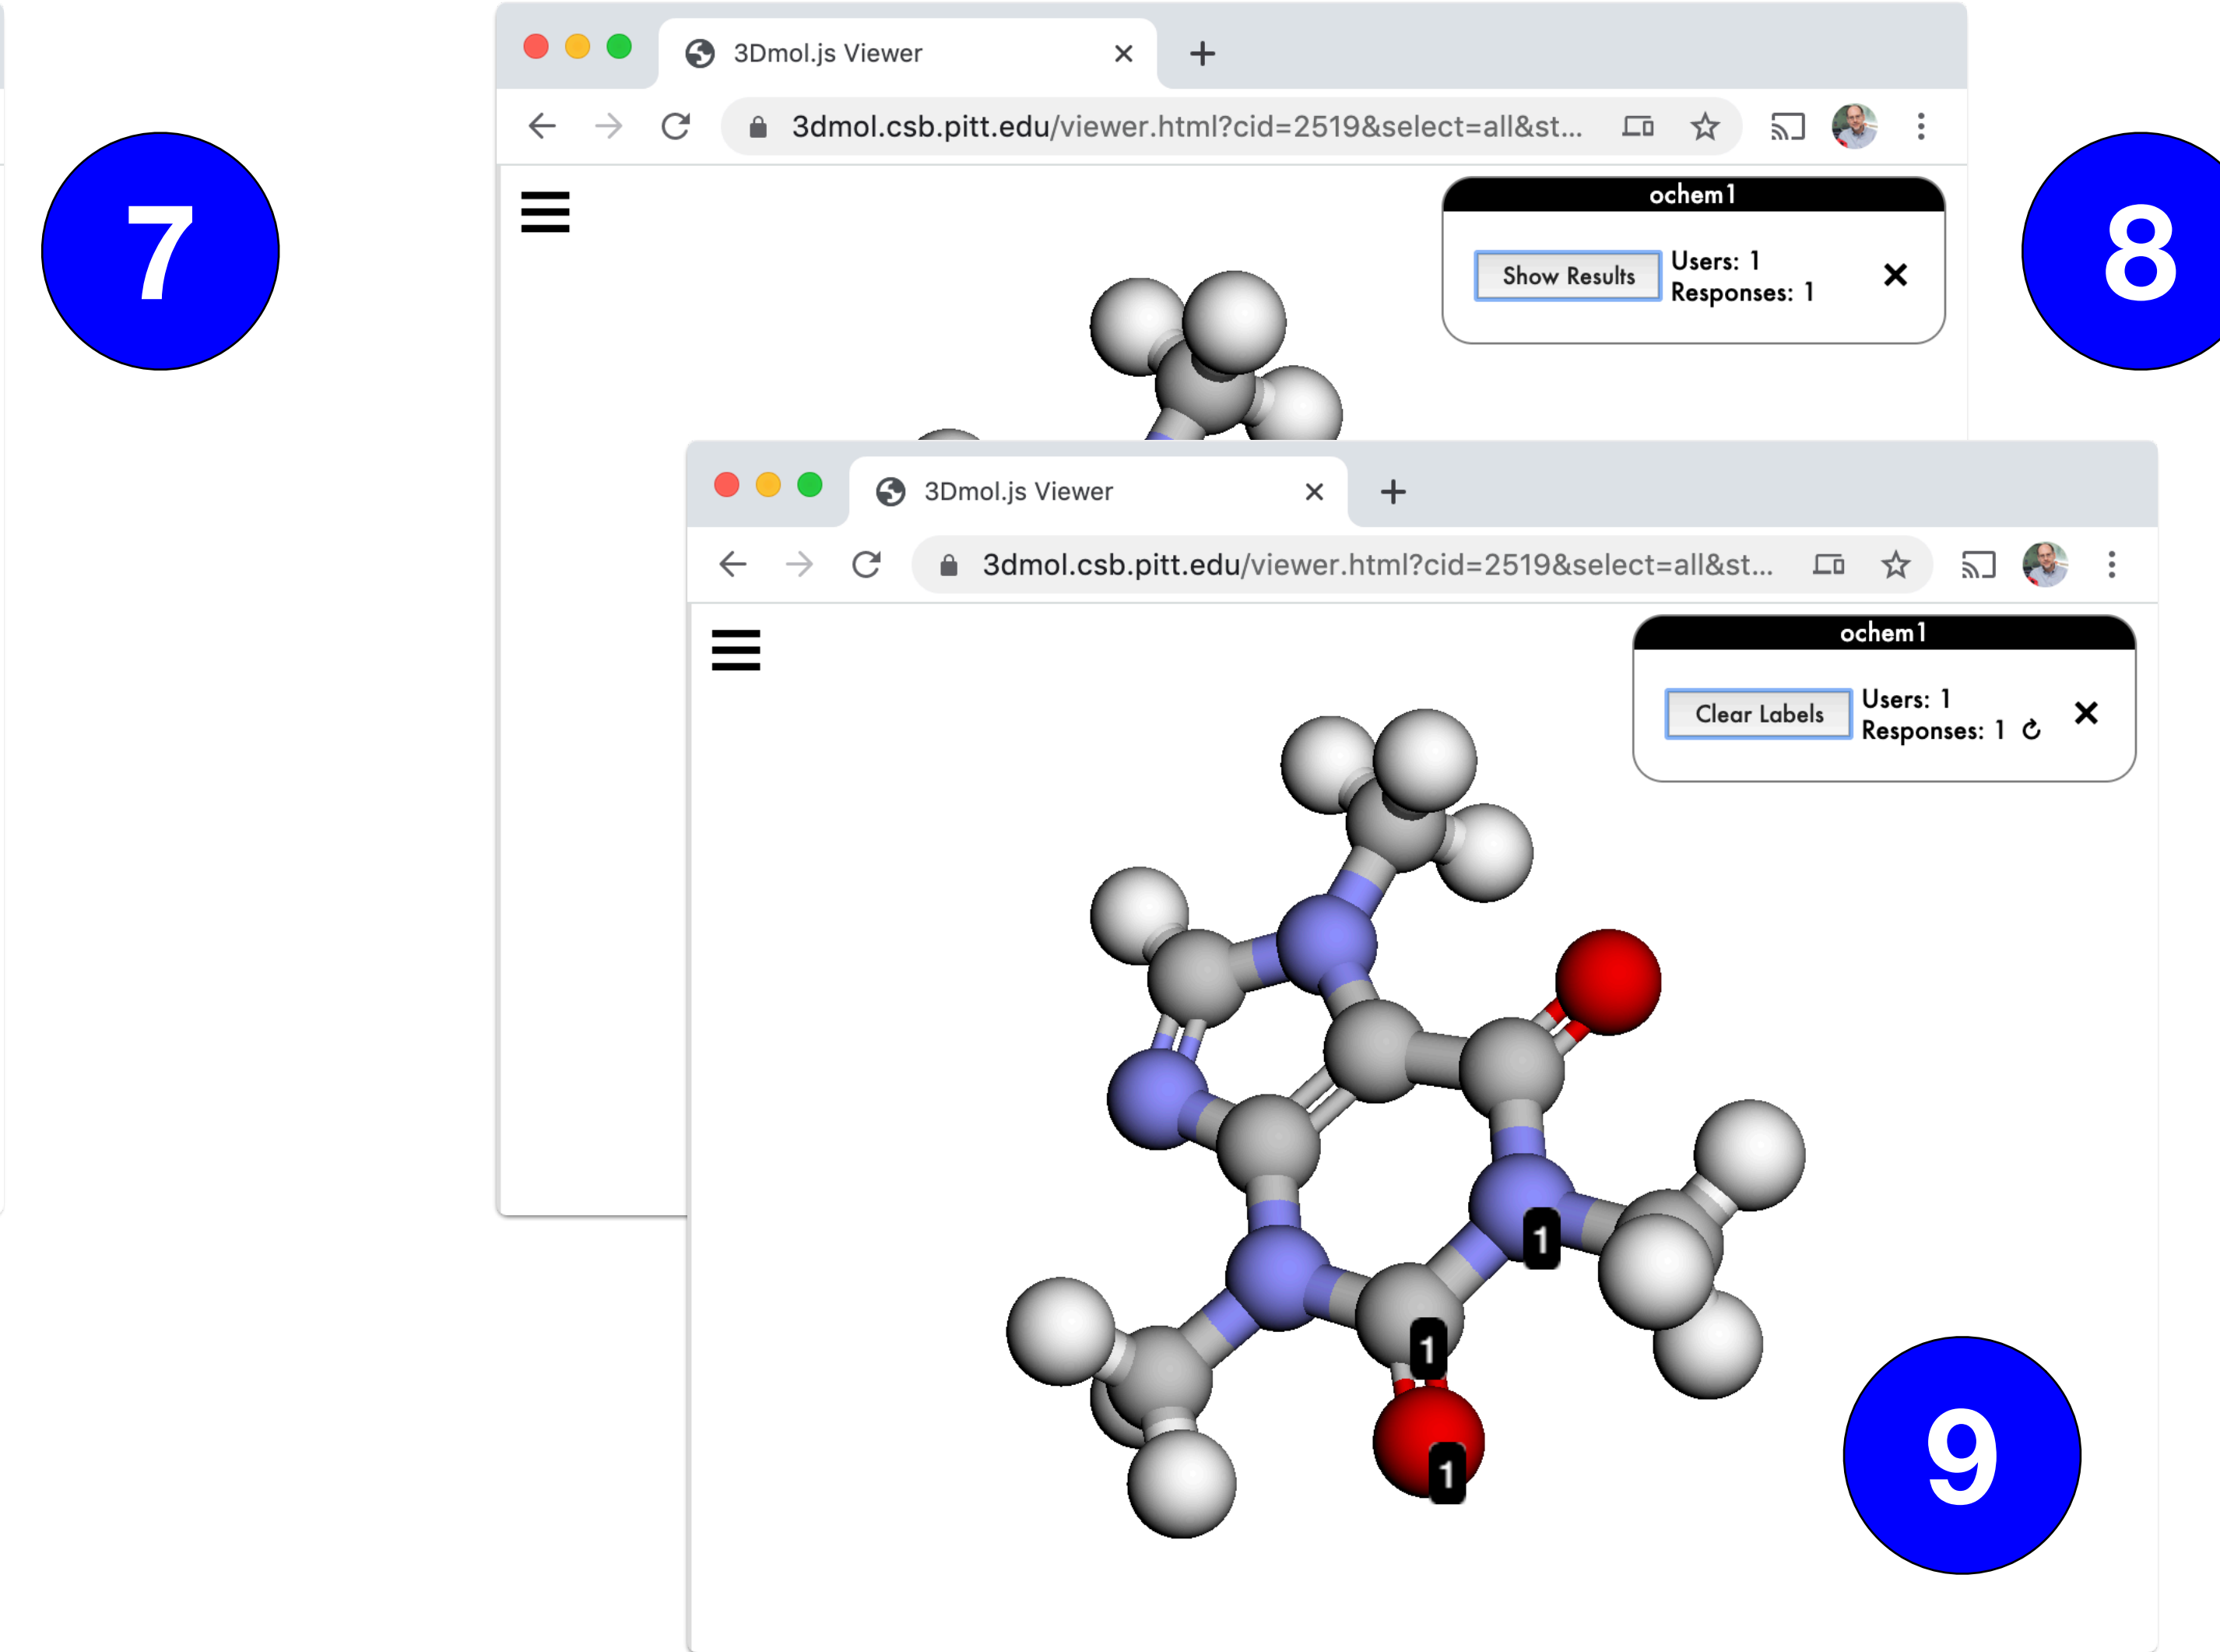 7
3Dmol.js Viewer
3dmol.csb.pitt.edu/viewer.html?cid=2519&select=all&st...
ochem1
Show Results
Users: 1
Responses: 1
8
3Dmol.js Viewer
3dmol.csb.pitt.edu/viewer.html?cid=2519&select=all&st...
ochem1
Clear Labels
Users: 1
Responses: 1
1
1
1
9